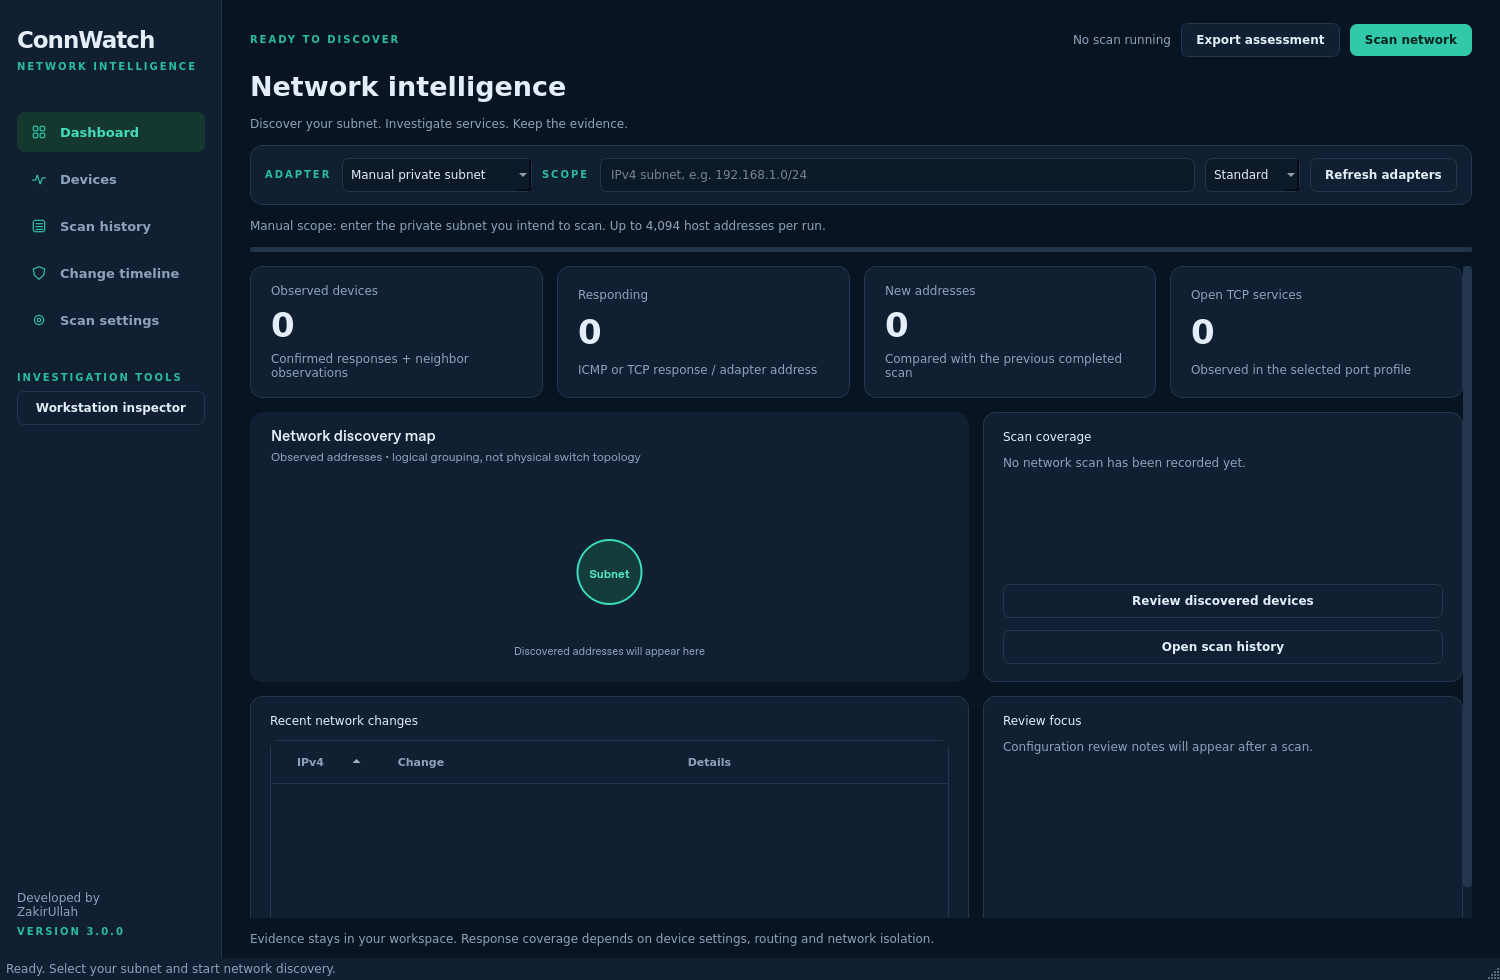 ConnWatch
NETWORK INTELLIGENCE
Dashboard
Devices
Scan history
Change timeline
Scan settings
INVESTIGATION TOOLS
Workstation inspector
Developed by
ZakirUllah
VERSION 3.0.0
READY TO DISCOVER
No scan running
Export assessment
Scan network
Network intelligence
Discover your subnet. Investigate services. Keep the evidence.
ADAPTER
Manual private subnet
SCOPE
IPv4 subnet, e.g. 192.168.1.0/24
Standard
Refresh adapters
Manual scope: enter the private subnet you intend to scan. Up to 4,094 host addresses per run.
Observed devices
0
Confirmed responses + neighbor
observations
Responding
0
ICMP or TCP response / adapter address
New addresses
0
Compared with the previous completed
scan
Open TCP services
0
Observed in the selected port profile
Network discovery map
Observed addresses • logical grouping, not physical switch topology
Subnet
Discovered addresses will appear here
Scan coverage
No network scan has been recorded yet.
Review discovered devices
Open scan history
Recent network changes
IPv4
Change
Details
Review focus
Configuration review notes will appear after a scan.
Evidence stays in your workspace. Response coverage depends on device settings, routing and network isolation.
Ready. Select your subnet and start network discovery.